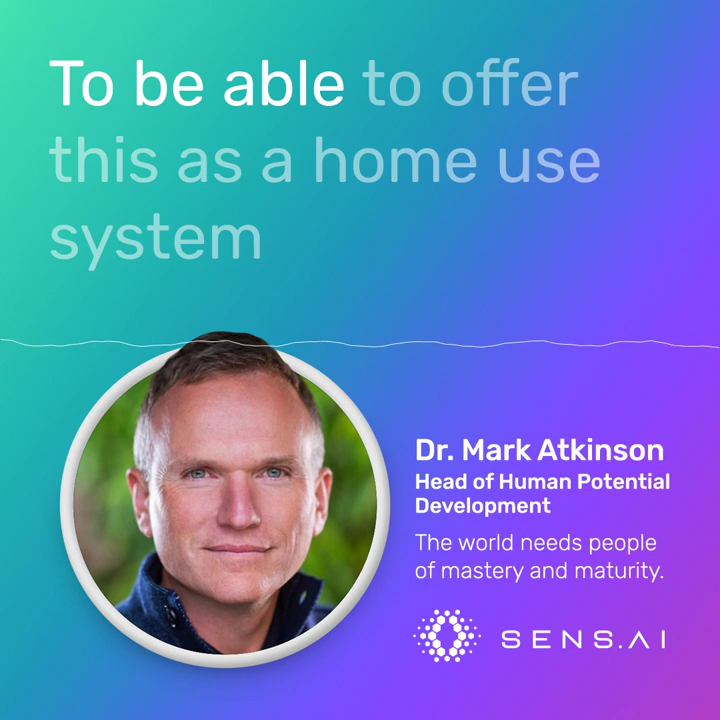 To be able to offer
this as a home use
system
Dr. Mark Atkinson
Head of Human Potential
Development
The world needs people
of mastery and maturity.
SENS.AI